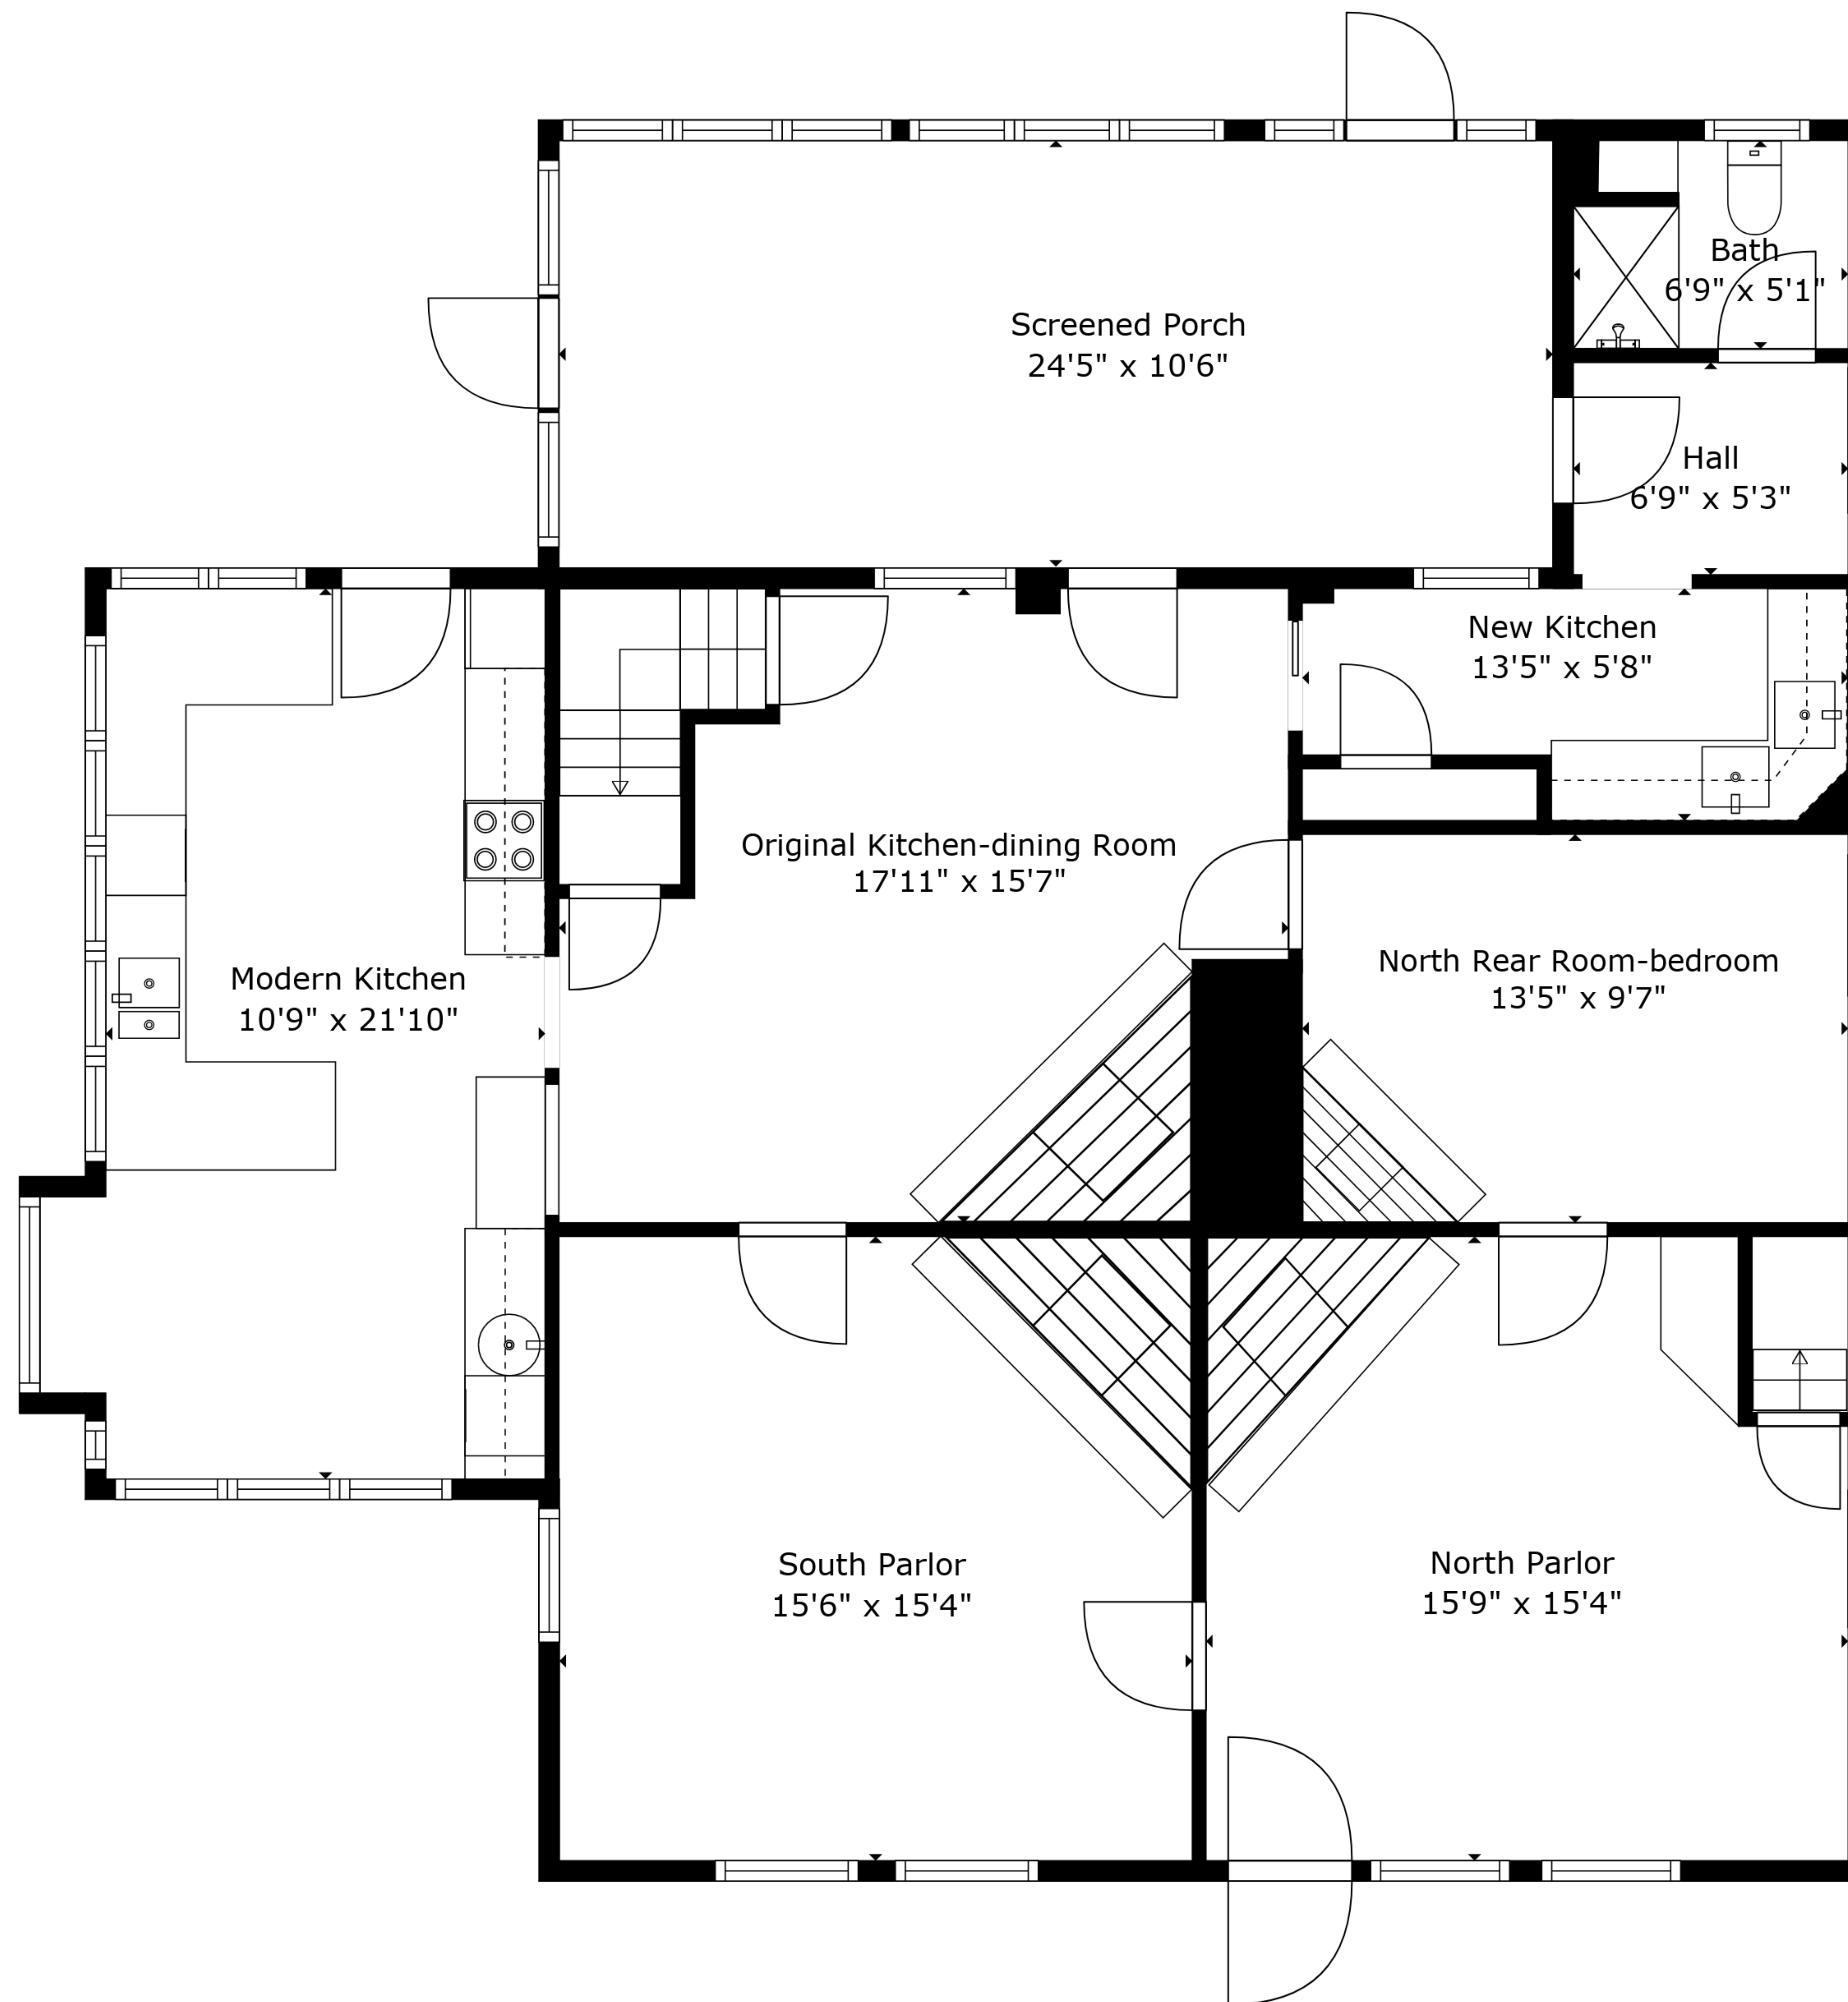 Bath
6'9" x 5'1"
Screened Porch
24'5" x 10'6"
Hall
6'9" x 5'3"
New Kitchen
13'5" x 5'8"
Original Kitchen-dining Room
17'11" x 15'7"
North Rear Room-bedroom
13'5" x 9'7"
Modern Kitchen
10'9" x 21'10"
South Parlor
15'6" x 15'4"
North Parlor
15'9" x 15'4"